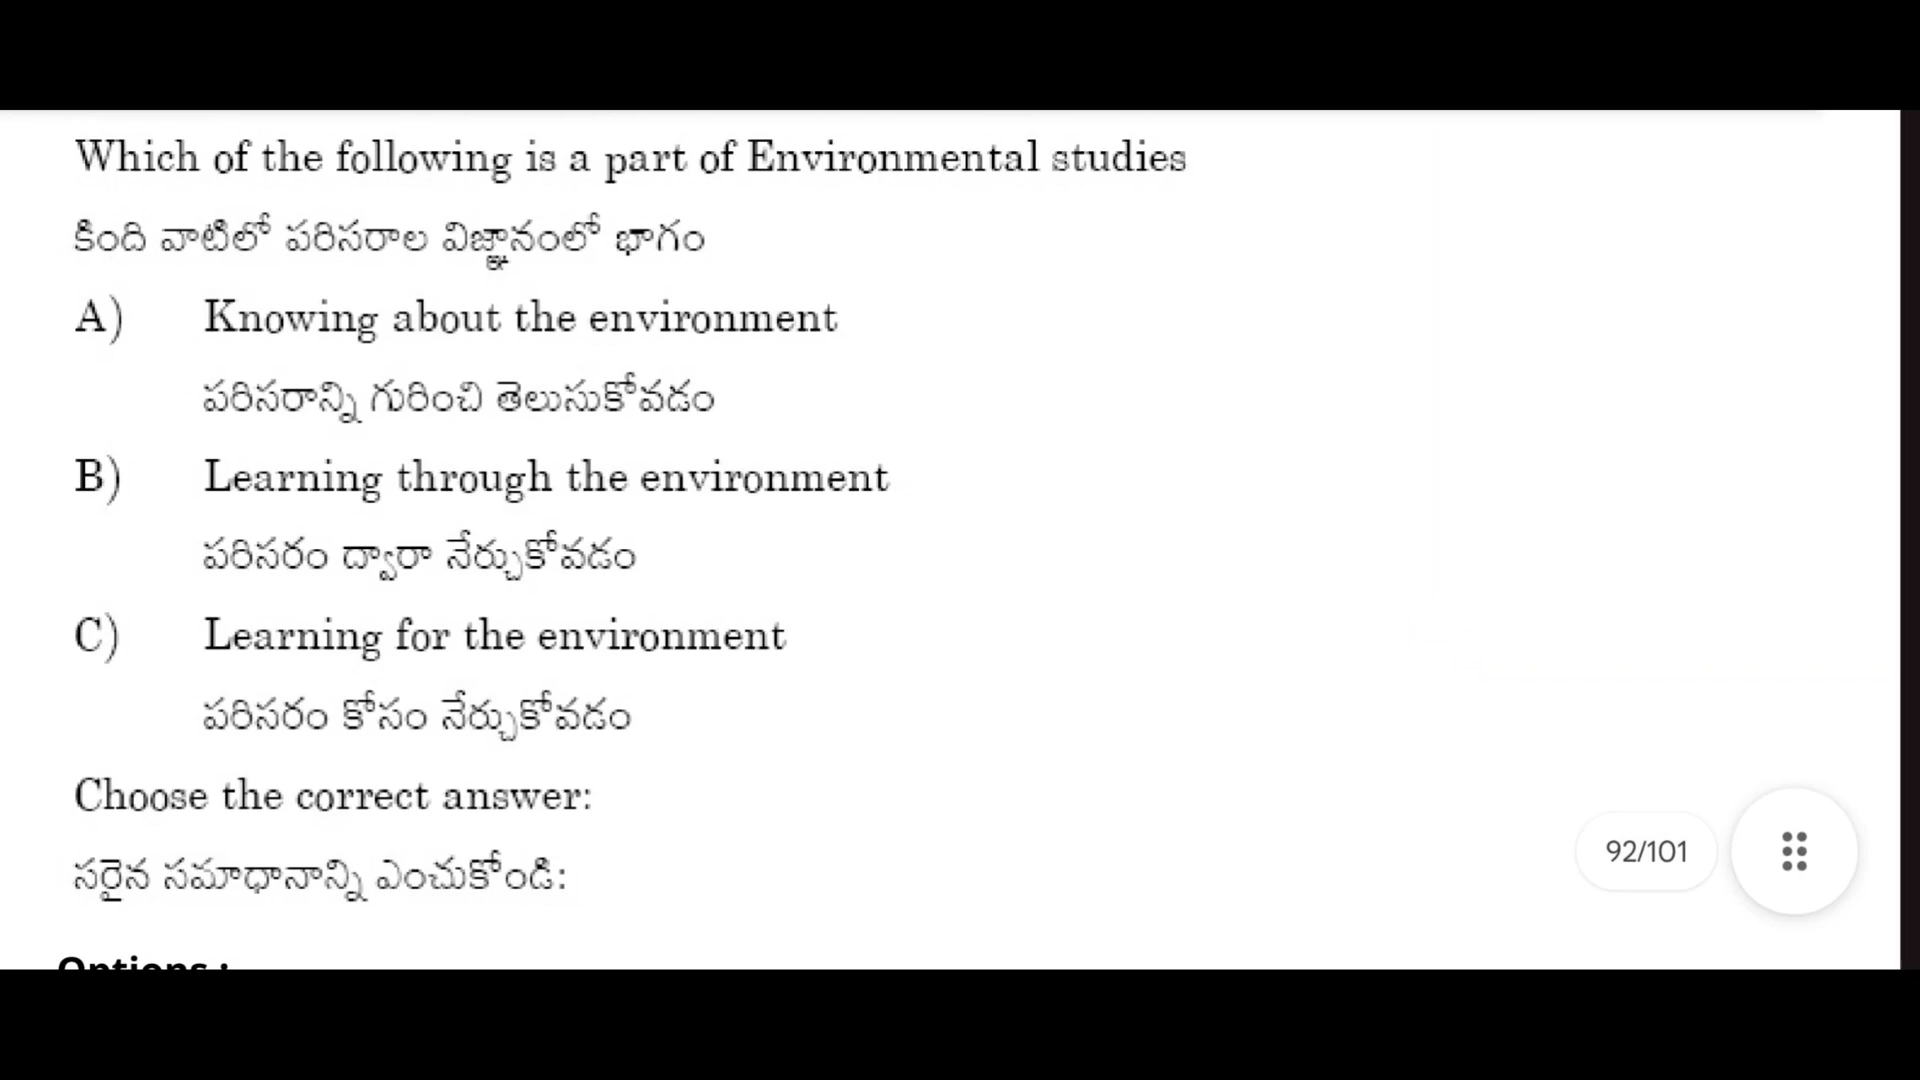 Which of the following is a part of Environmental studies
కింది వాటిలో పరిసరాల విజ్ఞానంలో భాగం
A) Knowing about the environment
పరిసరాన్ని గురించి తెలుసుకోవడం
B) Learning through the environment
పరిసరం ద్వారా నేర్చుకోవడం
C) Learning for the environment
పరిసరం కోసం నేర్చుకోవడం
Choose the correct answer:
సరైన సమాధానాన్ని ఎంచుకోండి:
92/101
Options :